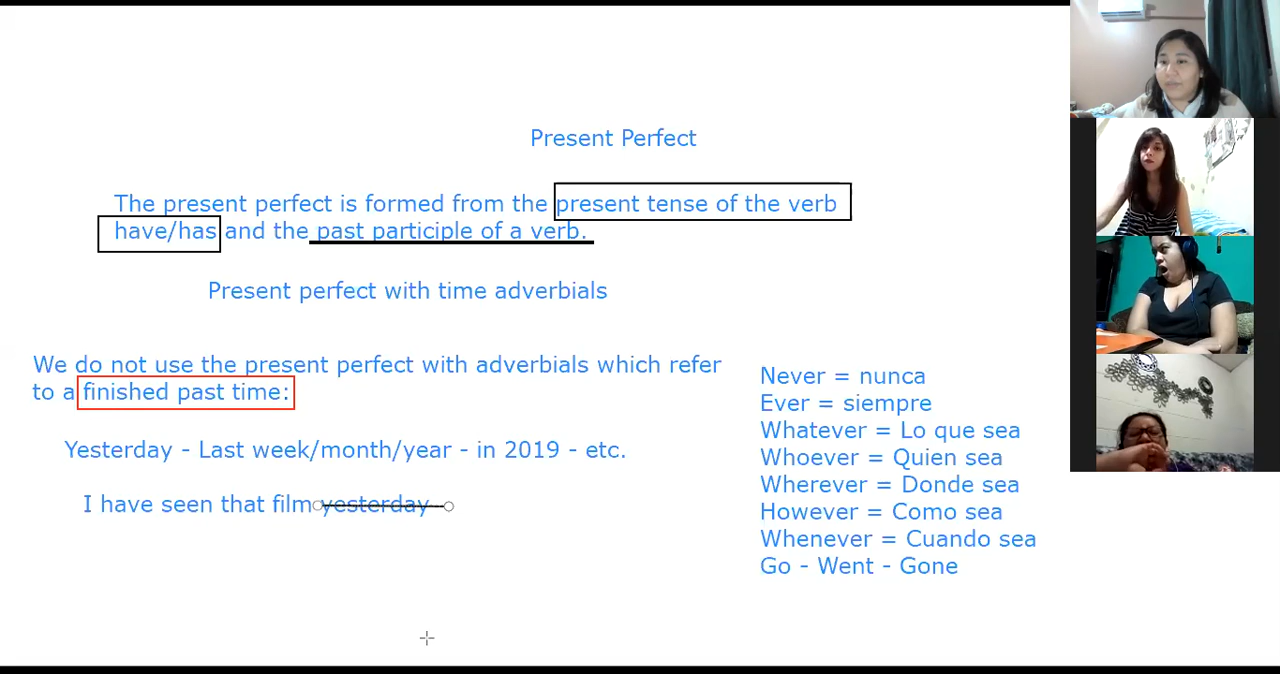 Present Perfect
The present perfect is formed from the present tense of the verb
have/has and the past participle of a verb.
Present perfect with time adverbials
We do not use the present perfect with adverbials which refer
to a finished past time:
Yesterday - Last week/month/year - in 2019 - etc.
I have seen that film yesterday
Never = nunca
Ever = siempre
Whatever = Lo que sea
Whoever = Quien sea
Wherever = Donde sea
However = Como sea
Whenever = Cuando sea
Go - Went - Gone